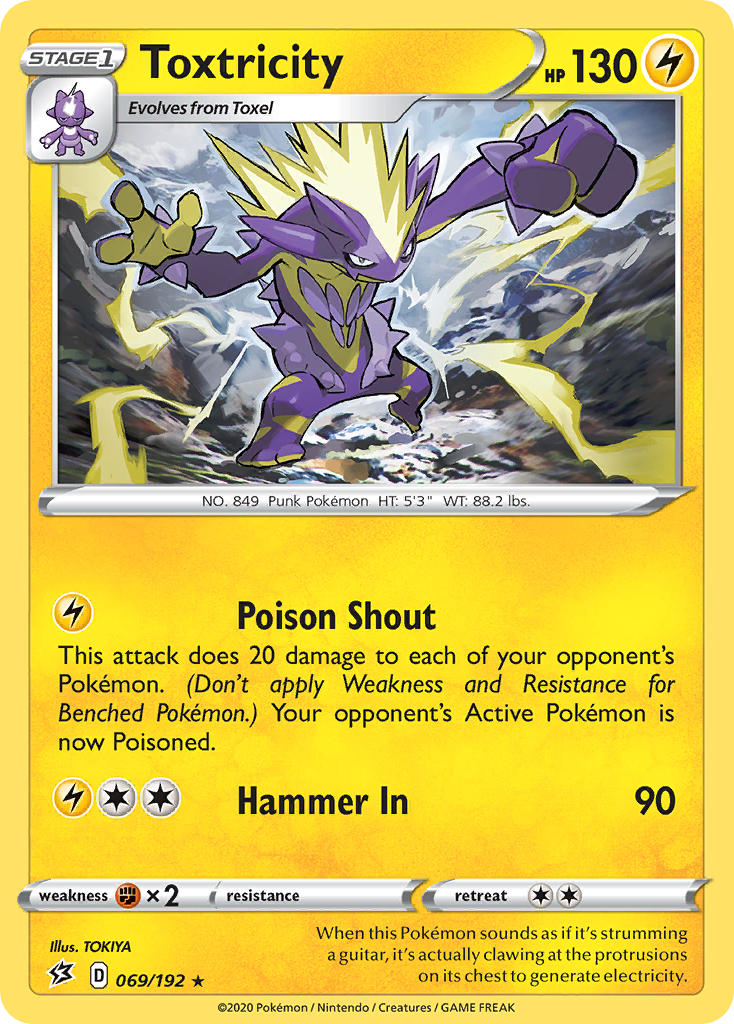 STAGE1
Toxtricity
HP 130
Evolves from Toxel
NO. 849 Punk Pokémon HT: 5'3" WT: 88.2 lbs.
Poison Shout
This attack does 20 damage to each of your opponent's
Pokémon. (Don't apply Weakness and Resistance for
Benched Pokémon.) Your opponent's Active Pokémon is
now Poisoned.
Hammer In 90
weakness ×2 resistance retreat
Illus. TOKIYA
When this Pokémon sounds as if it's strumming
a guitar, it's actually clawing at the protrusions
on its chest to generate electricity.
D 069/192 ★
©2020 Pokémon / Nintendo / Creatures / GAME FREAK